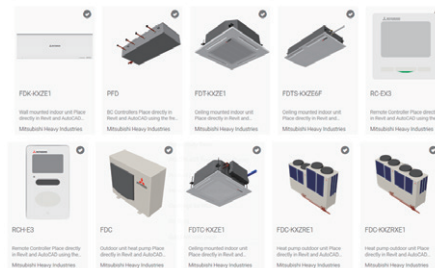 FDK-KXZE1
Wall mounted indoor unit Place
directly in Revit and AutoCAD...
Mitsubishi Heavy Industries
PFD
BC Controllers Place directly in
Revit and AutoCAD using the fre...
Mitsubishi Heavy Industries
FDT-KXZE1
Ceiling mounted indoor unit
Place directly in Revit and...
Mitsubishi Heavy Industries
FDTS-KXZE6F
Ceiling mounted indoor unit
Place directly in Revit and...
Mitsubishi Heavy Industries
RC-EX3
Remote Controller Place directly
in Revit and AutoCAD using the
Mitsubishi Heavy Industries
RCH-E3
Remote Controller Place directly
in Revit and AutoCAD using the...
Mitsubishi Heavy Industries
FDC
Outdoor unit heat pump Place
directly in Revit and AutoCAD...
Mitsubishi Heavy Industries
FDTC-KXZE1
Ceiling mounted indoor unit
Place directly in Revit and...
Mitsubishi Heavy Industries
FDC-KXZRE1
Heat pump outdoor unit Place
directly in Revit and AutoCAD...
Mitsubishi Heavy Industries
FDC-KXZRXE1
Heat pump outdoor unit Place
directly in Revit and AutoCAD...
Mitsubishi Heavy Industries